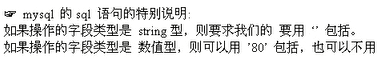 ☞ mysql 的 sql 语句的特别说明:
如果操作的字段类型是 string 型，则要求我们的 要用 ‘’ 包括。
如果操作的字段类型是 数值型，则可以用 '80' 包括，也可以不用